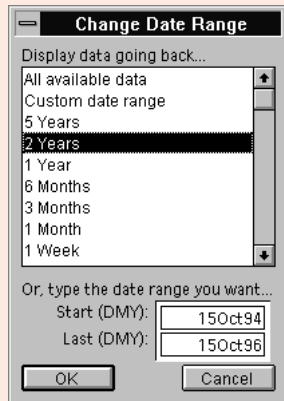 Change Date Range
Display data going back...
All available data
Custom date range
5 Years
2 Years
1 Year
6 Months
3 Months
1 Month
1 Week
Or, type the date range you want...
Start (DMY): 15Oct94
Last (DMY): 15Oct96
OK Cancel